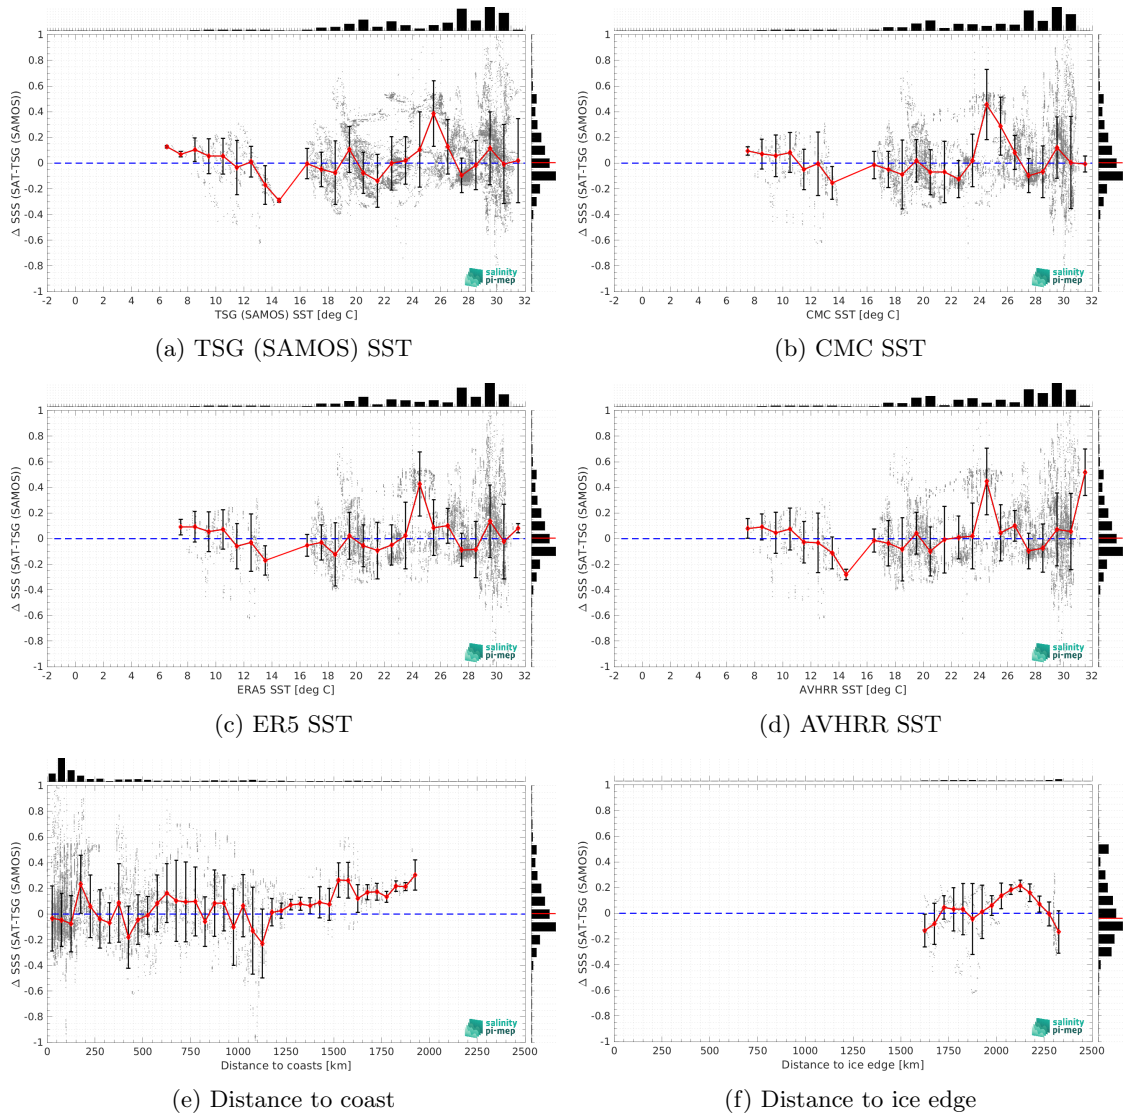 1
0.8
0.6
0.4
0.2
0
-0.2
-0.4
-0.6
-0.8
-1
Δ SSS (SAT-TSG (SAMOS))
salinity
pi-mep
-2 0 2 4 6 8 10 12 14 16 18 20 22 24 26 28 30 32
TSG (SAMOS) SST [deg C]
(a) TSG (SAMOS) SST
1
0.8
0.6
0.4
0.2
0
-0.2
-0.4
-0.6
-0.8
-1
Δ SSS (SAT-TSG (SAMOS))
salinity
pi-mep
-2 0 2 4 6 8 10 12 14 16 18 20 22 24 26 28 30 32
CMC SST [deg C]
(b) CMC SST
1
0.8
0.6
0.4
0.2
0
-0.2
-0.4
-0.6
-0.8
-1
Δ SSS (SAT-TSG (SAMOS))
salinity
pi-mep
-2 0 2 4 6 8 10 12 14 16 18 20 22 24 26 28 30 32
ERA5 SST [deg C]
(c) ER5 SST
1
0.8
0.6
0.4
0.2
0
-0.2
-0.4
-0.6
-0.8
-1
Δ SSS (SAT-TSG (SAMOS))
salinity
pi-mep
-2 0 2 4 6 8 10 12 14 16 18 20 22 24 26 28 30 32
AVHRR SST [deg C]
(d) AVHRR SST
1
0.8
0.6
0.4
0.2
0
-0.2
-0.4
-0.6
-0.8
-1
Δ SSS (SAT-TSG (SAMOS))
salinity
pi-mep
0 250 500 750 1000 1250 1500 1750 2000 2250 2500
Distance to coasts [km]
(e) Distance to coast
1
0.8
0.6
0.4
0.2
0
-0.2
-0.4
-0.6
-0.8
-1
Δ SSS (SAT-TSG (SAMOS))
salinity
pi-mep
0 250 500 750 1000 1250 1500 1750 2000 2250 2500
Distance to ice edge [km]
(f) Distance to ice edge